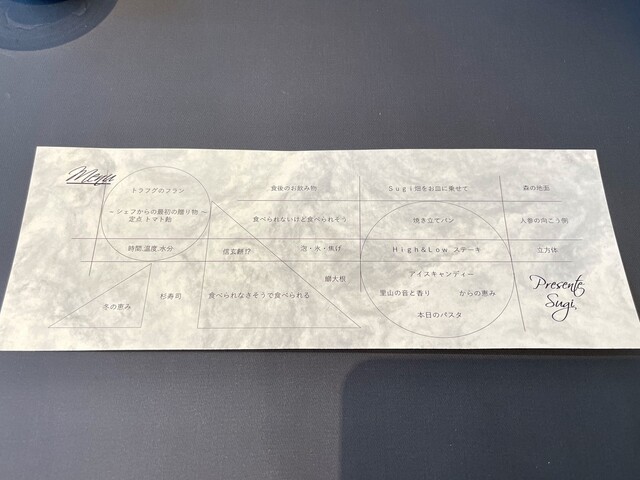 Menu
トラフグのフラン
～シェフからの最初の贈り物～
定点 トマト飴
時間.温度.水分
冬の恵み
杉寿司
食後のお飲み物
食べられないけど食べられそう
信玄餅!?
泡・水・焦げ
蝦大根
食べられなさそうで食べられる
Sugi畑をお皿に乗せて
焼き立てパン
High&Low ステーキ
アイスキャンディー
里山の音と香り
からの恵み
本日のパスタ
森の地面
人参の向こう側
立方体
Presente
Sugi.